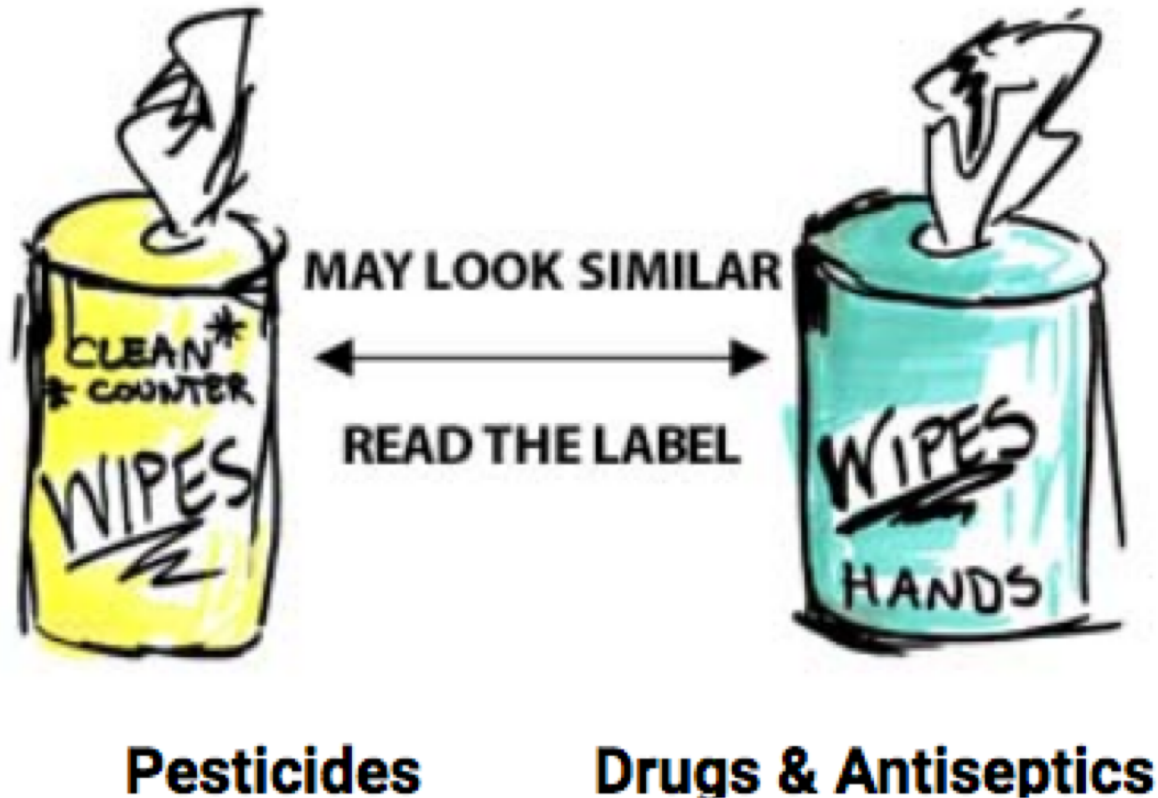 MAY LOOK SIMILAR
READ THE LABEL
CLEAN*
* COUNTER
WIPES
WIPES
HANDS
Pesticides
Drugs & Antiseptics